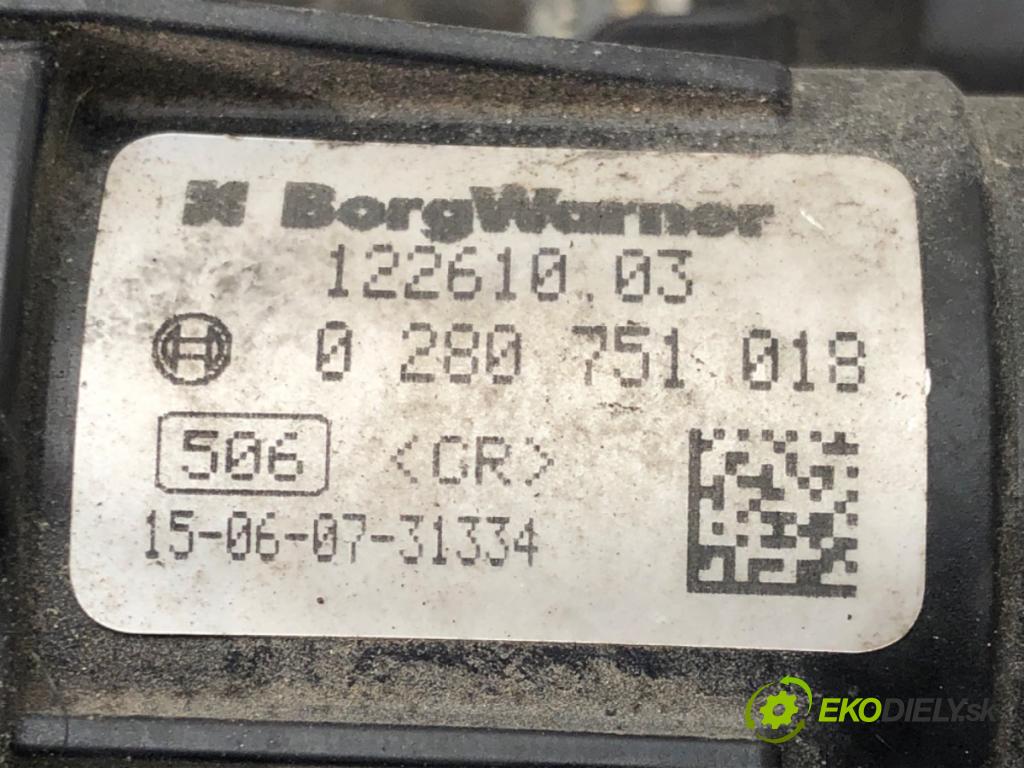 BorgWarner
122610.03
0 280 751 018
506 <GR>
15-06-07-31334
EKODIELY.sk